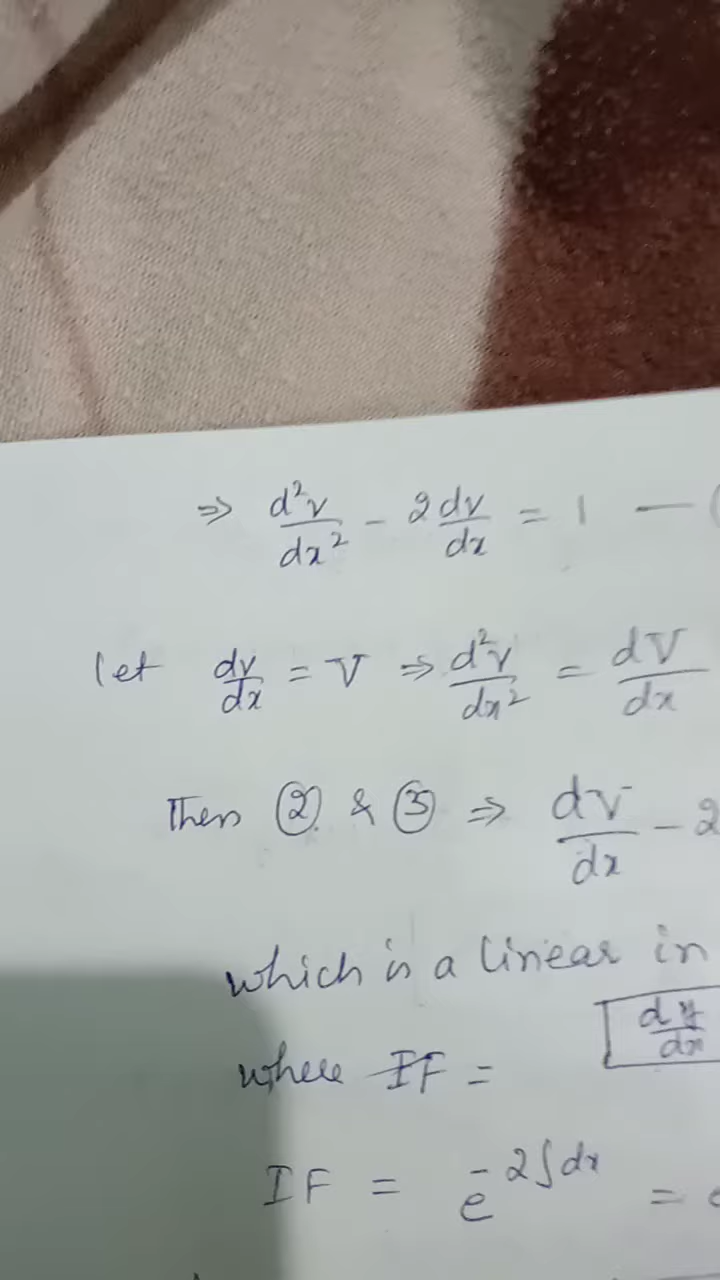 ⇒ d²v/dx² - 2 dv/dx = 1 — (
let dv/dx = V ⇒ d²v/dx² = dV/dx
Then ② & ③ ⇒ dV/dx - 2
which is a linear in
where IF = dy/dx
IF = e^{-2∫dx} =